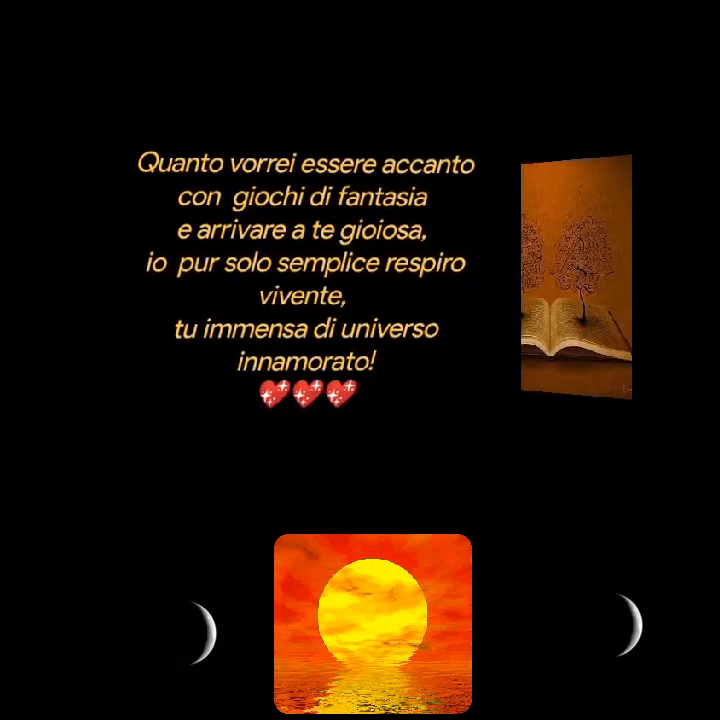 Quanto vorrei essere accanto
con giochi di fantasia
e arrivare a te gioiosa,
io pur solo semplice respiro
vivente,
tu immensa di universo
innamorato!
💖💖💖